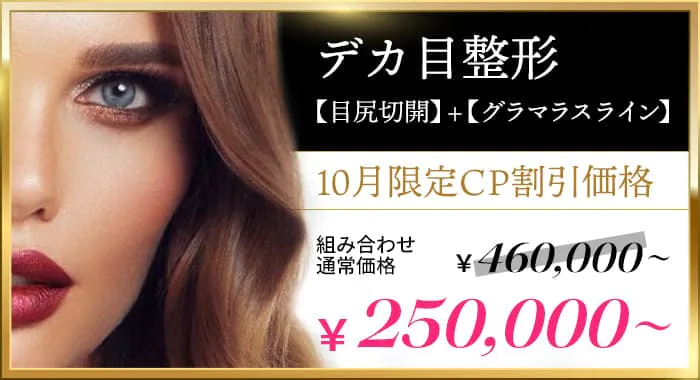 デカ目整形
【目尻切開】+【グラマラスライン】
10月限定CP割引価格
組み合わせ
通常価格
¥460,000~
¥250,000~